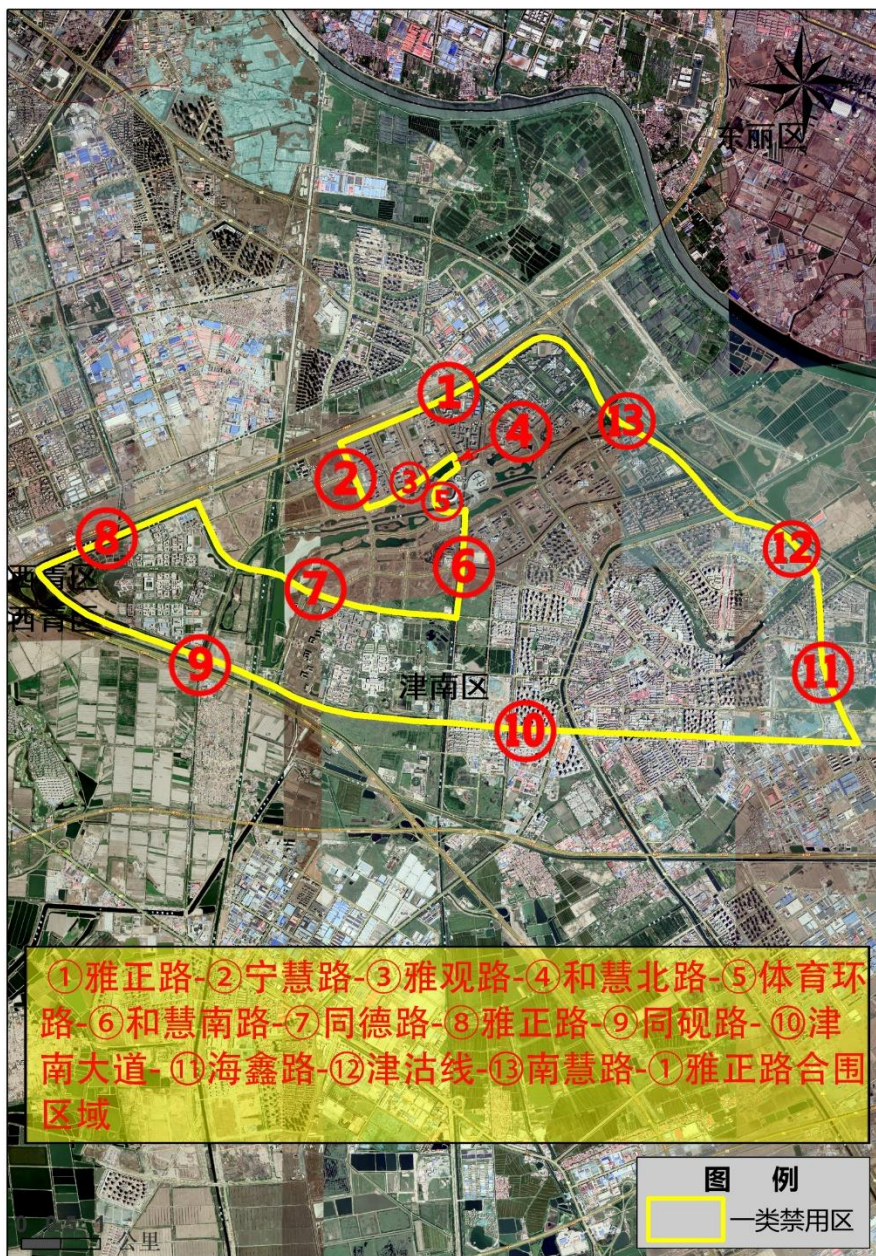 东丽区
①
④
⑬
②
③
⑤
⑧
⑫
⑥
西青区
⑦
西青区
⑨
津南区
⑪
⑩
①雅正路-②宁慧路-③雅观路-④和慧北路-⑤体育环
路-⑥和慧南路-⑦同德路-⑧雅正路-⑨同砚路- ⑩津
南大道- ⑪海鑫路-⑫津沽线-⑬南慧路-①雅正路合围
区域
图 例
一类禁用区
公里